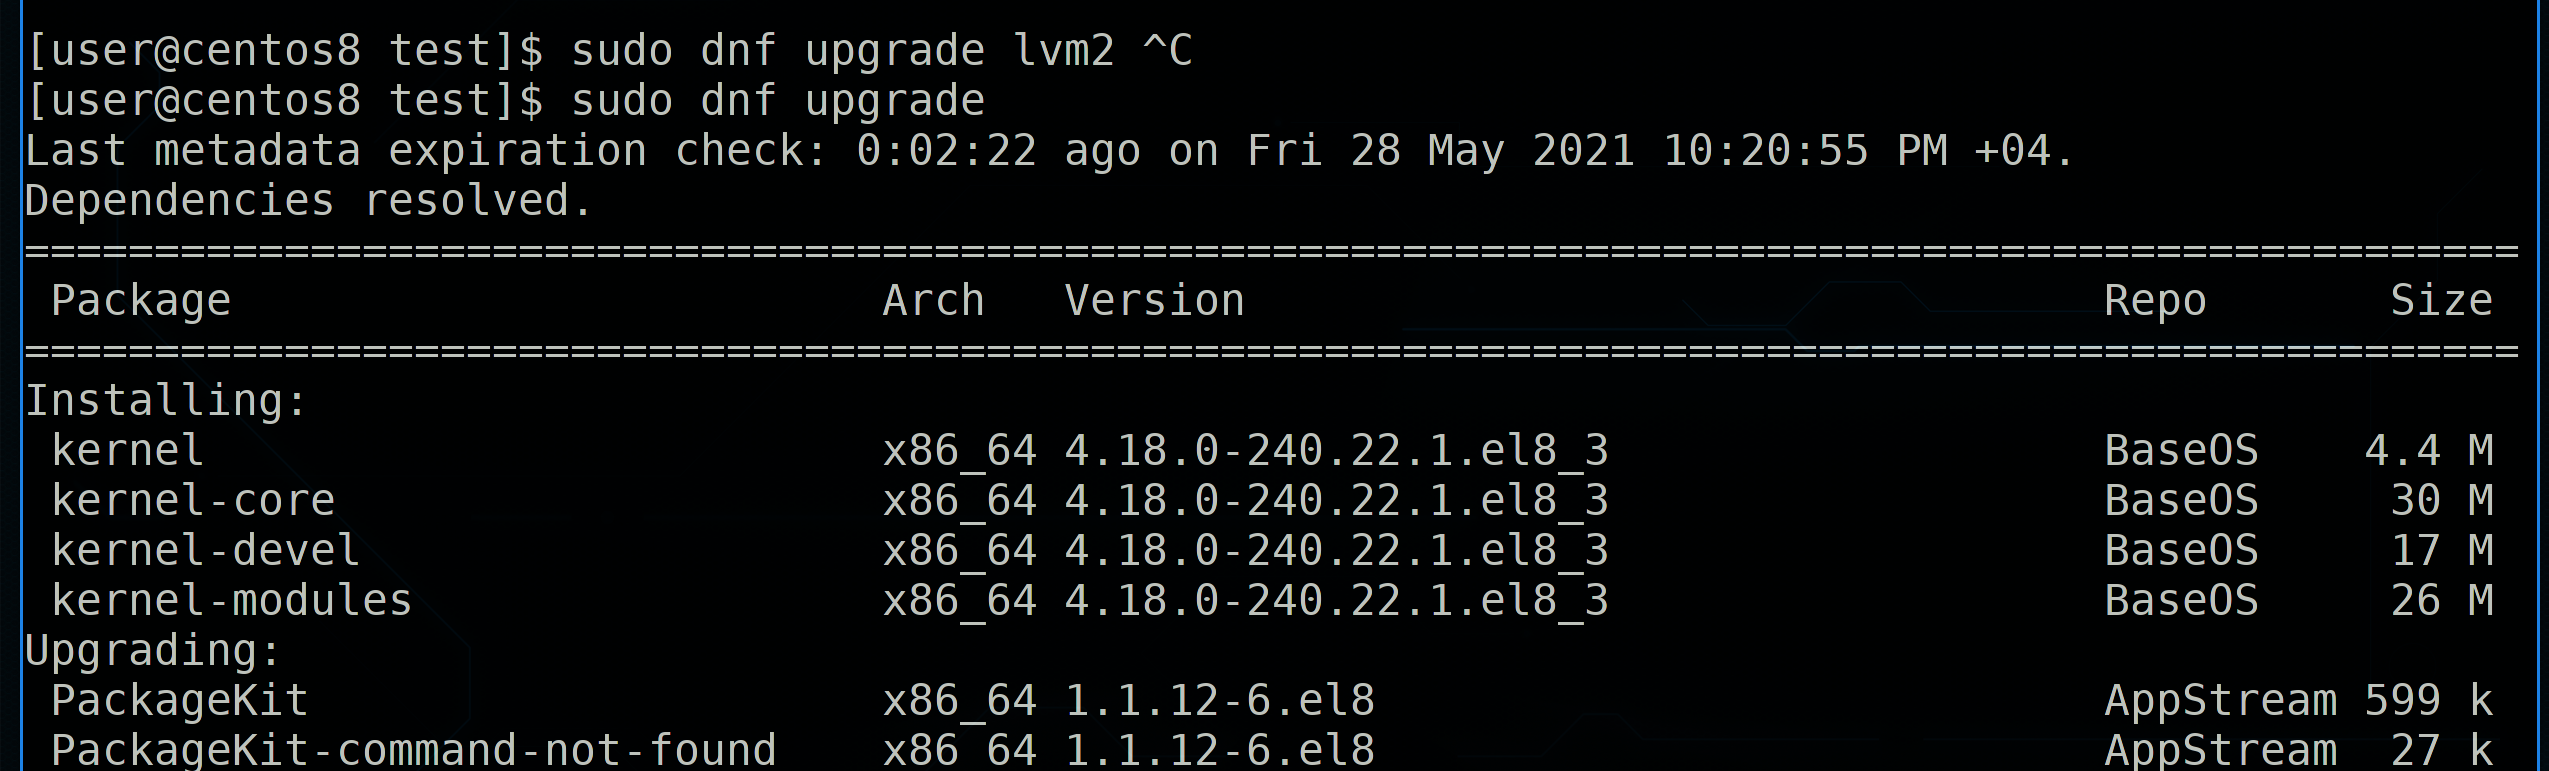 [user@centos8 test]$ sudo dnf upgrade lvm2 ^C
[user@centos8 test]$ sudo dnf upgrade
Last metadata expiration check: 0:02:22 ago on Fri 28 May 2021 10:20:55 PM +04.
Dependencies resolved.
================================================================================================
 Package                         Arch   Version                                 Repo       Size
================================================================================================
Installing:
 kernel                          x86_64 4.18.0-240.22.1.el8_3                   BaseOS    4.4 M
 kernel-core                     x86_64 4.18.0-240.22.1.el8_3                   BaseOS     30 M
 kernel-devel                    x86_64 4.18.0-240.22.1.el8_3                   BaseOS     17 M
 kernel-modules                  x86_64 4.18.0-240.22.1.el8_3                   BaseOS     26 M
Upgrading:
 PackageKit                      x86_64 1.1.12-6.el8                            AppStream 599 k
 PackageKit-command-not-found    x86_64 1.1.12-6.el8                            AppStream  27 k